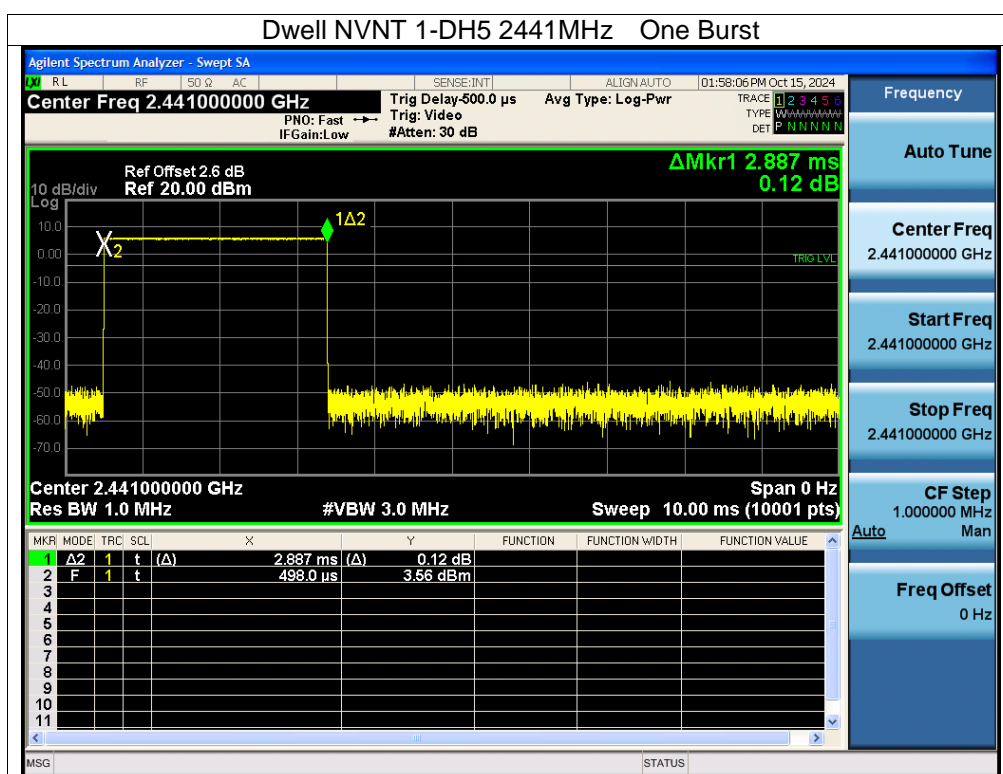 Dwell NVNT 1-DH5 2441MHz One Burst
Agilent Spectrum Analyzer - Swept SA
LXI RL RF 50 Ω AC SENSE:INT ALIGN AUTO 01:58:06 PM Oct 15, 2024
Center Freq 2.441000000 GHz Trig Delay-500.0 µs Avg Type: Log-Pwr TRACE 1 2 3 4 5 6
PNO: Fast Trig: Video TYPE WWWWWW
IFGain:Low #Atten: 30 dB DET P N N N N N
ΔMkr1 2.887 ms
0.12 dB
Ref Offset 2.6 dB
10 dB/div Ref 20.00 dBm
Log
10.0
0.00
-10.0
-20.0
-30.0
-40.0
-50.0
-60.0
-70.0
1Δ2
2
TRIG LVL
Center 2.441000000 GHz Span 0 Hz
Res BW 1.0 MHz #VBW 3.0 MHz Sweep 10.00 ms (10001 pts)
MKR MODE TRC SCL X Y FUNCTION FUNCTION WIDTH FUNCTION VALUE
1 Δ2 1 t (Δ) 2.887 ms (Δ) 0.12 dB
2 F 1 t 498.0 µs 3.56 dBm
3
4
5
6
7
8
9
10
11
MSG STATUS
Frequency
Auto Tune
Center Freq
2.441000000 GHz
Start Freq
2.441000000 GHz
Stop Freq
2.441000000 GHz
CF Step
1.000000 MHz
Auto Man
Freq Offset
0 Hz